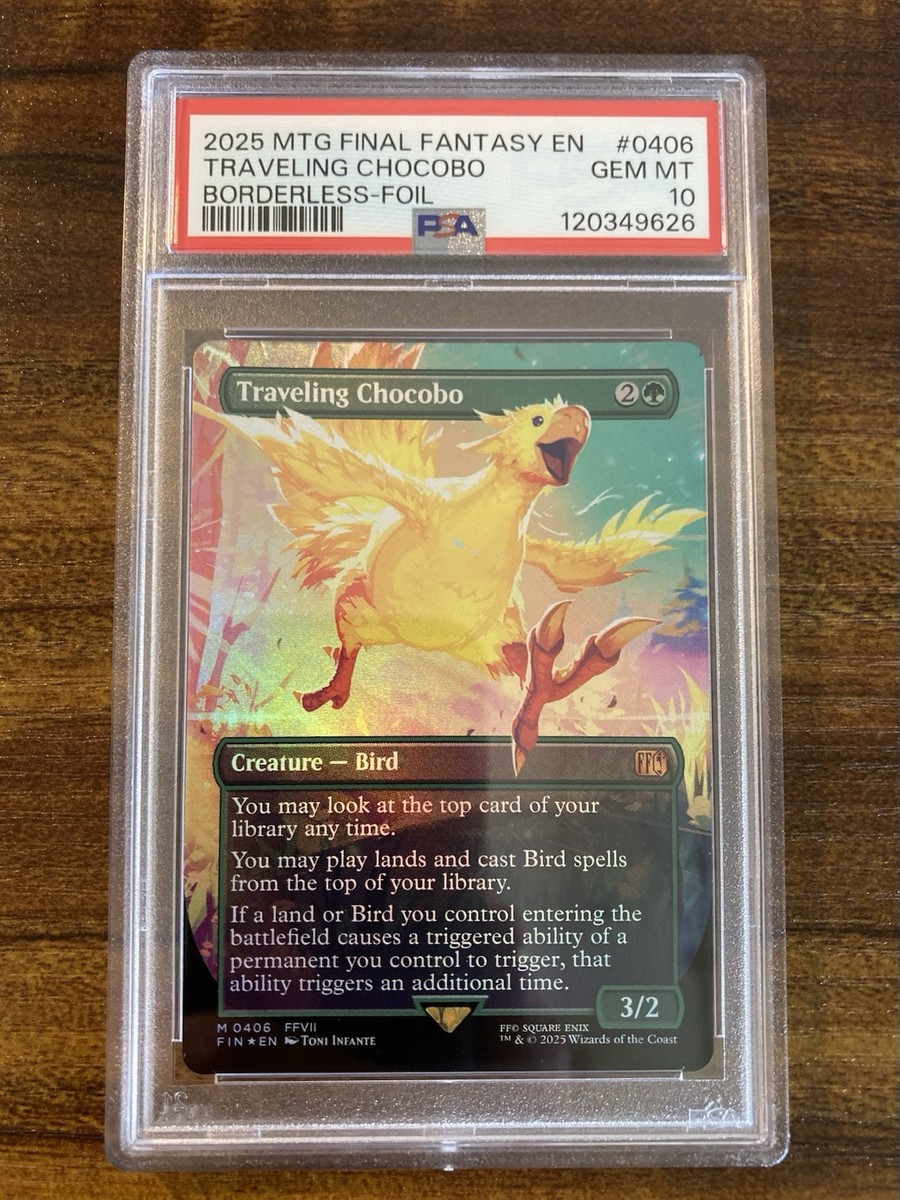 2025 MTG FINAL FANTASY EN #0406
TRAVELING CHOCOBO GEM MT
BORDERLESS-FOIL 10
PSA 120349626
Traveling Chocobo 2
Creature — Bird
You may look at the top card of your
library any time.
You may play lands and cast Bird spells
from the top of your library.
If a land or Bird you control entering the
battlefield causes a triggered ability of a
permanent you control to trigger, that
ability triggers an additional time.
3/2
M 0406 FFVII
FIN★EN Toni Infante
FF© SQUARE ENIX
™ & © 2025 Wizards of the Coast
PSA